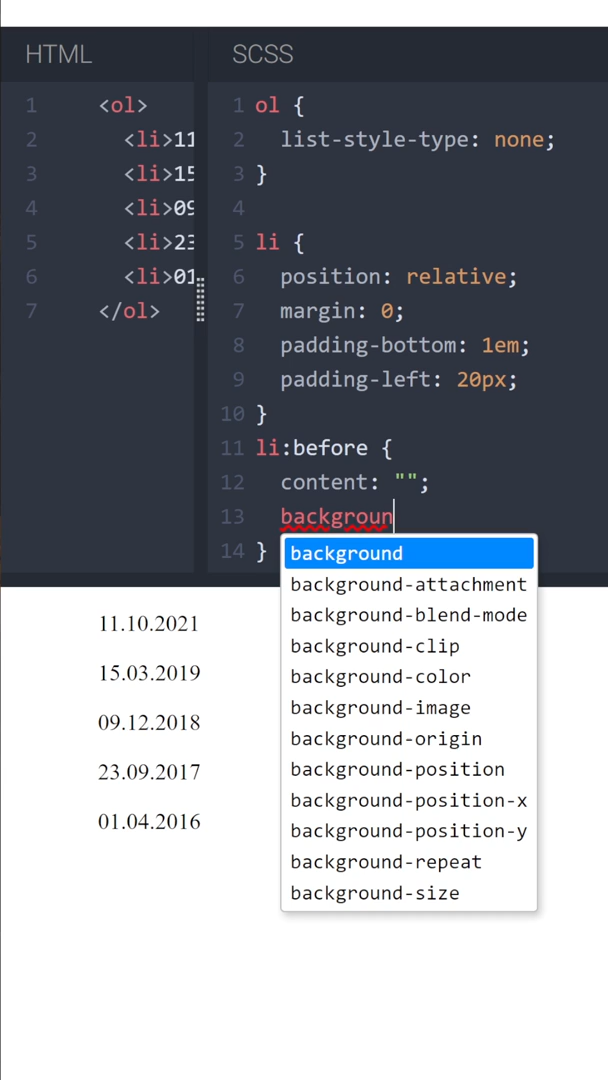 HTML
1 <ol>
2 <li>11
3 <li>15
4 <li>09
5 <li>23
6 <li>01
7 </ol>
SCSS
1 ol {
2 list-style-type: none;
3 }
4
5 li {
6 position: relative;
7 margin: 0;
8 padding-bottom: 1em;
9 padding-left: 20px;
10 }
11 li:before {
12 content: "";
13 backgroun
14 }
background
background-attachment
background-blend-mode
background-clip
background-color
background-image
background-origin
background-position
background-position-x
background-position-y
background-repeat
background-size
11.10.2021
15.03.2019
09.12.2018
23.09.2017
01.04.2016